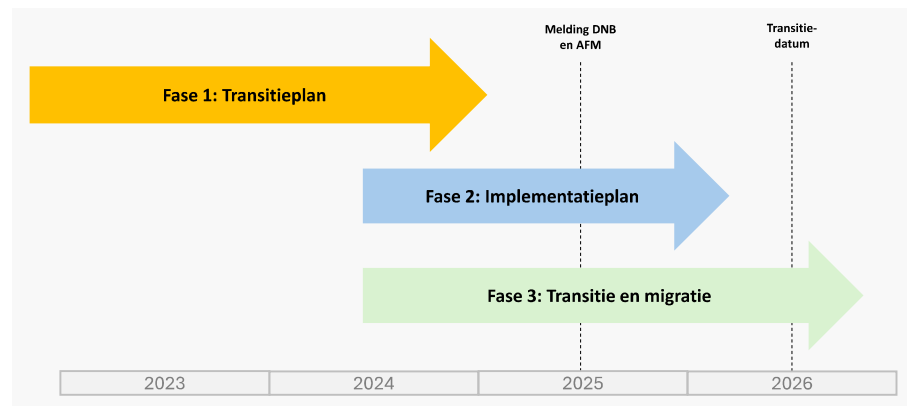 Melding DNB
en AFM
Transitie-
datum
Fase 1: Transitieplan
Fase 2: Implementatieplan
Fase 3: Transitie en migratie
2023
2024
2025
2026